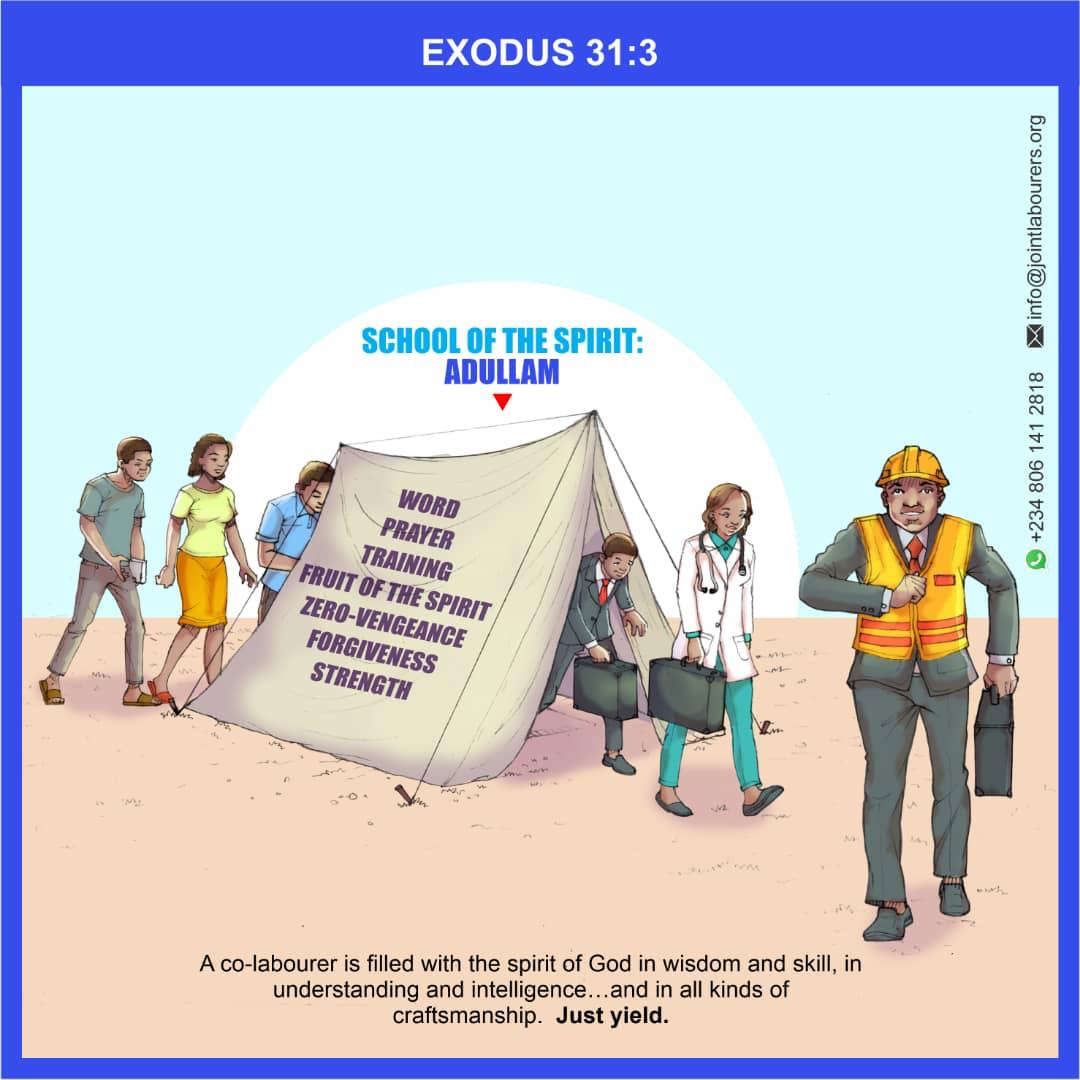 EXODUS 31:3
info@jointlabourers.org
+234 806 141 2818
SCHOOL OF THE SPIRIT:
ADULLAM
WORD
PRAYER
TRAINING
FRUIT OF THE SPIRIT
ZERO-VENGEANCE
FORGIVENESS
STRENGTH
A co-labourer is filled with the spirit of God in wisdom and skill, in
understanding and intelligence…and in all kinds of
craftsmanship.  Just yield.